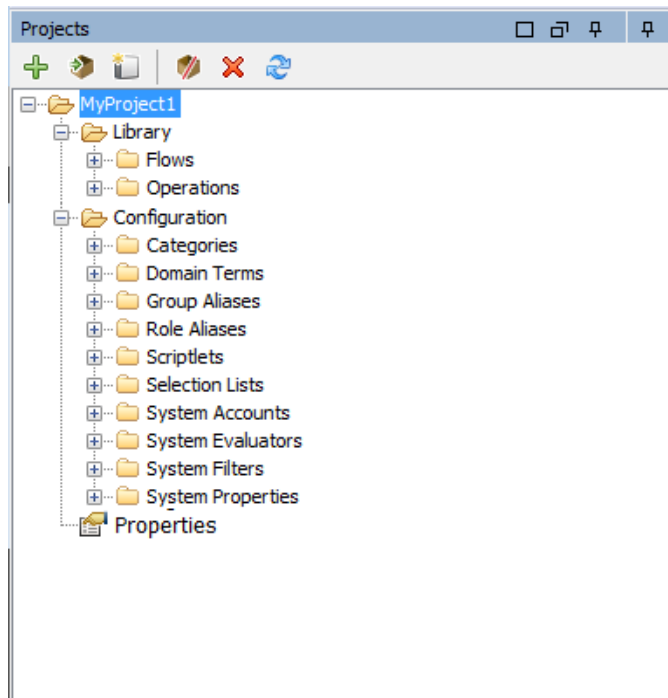 Projects
MyProject1
Library
Flows
Operations
Configuration
Categories
Domain Terms
Group Aliases
Role Aliases
Scriptlets
Selection Lists
System Accounts
System Evaluators
System Filters
System Properties
Properties